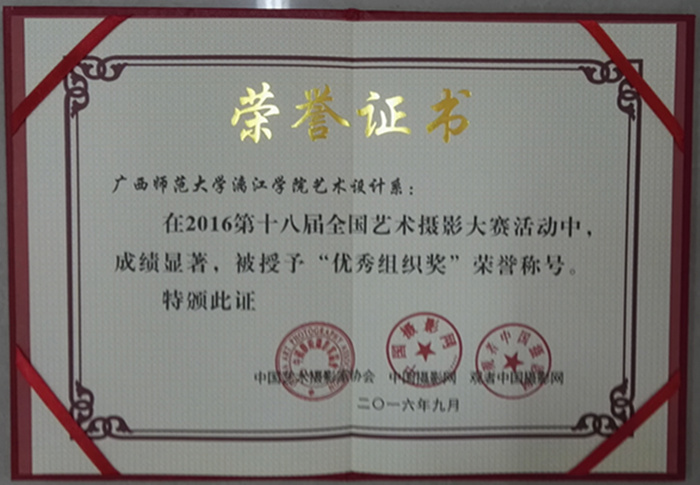 荣誉证书
广西师范大学漓江学院艺术设计系：
在2016第十八届全国艺术摄影大赛活动中，
成绩显著，被授予“优秀组织奖”荣誉称号。
特颁此证
中国艺术摄影家协会 中国摄影网 观者中国摄影网
二〇一六年九月